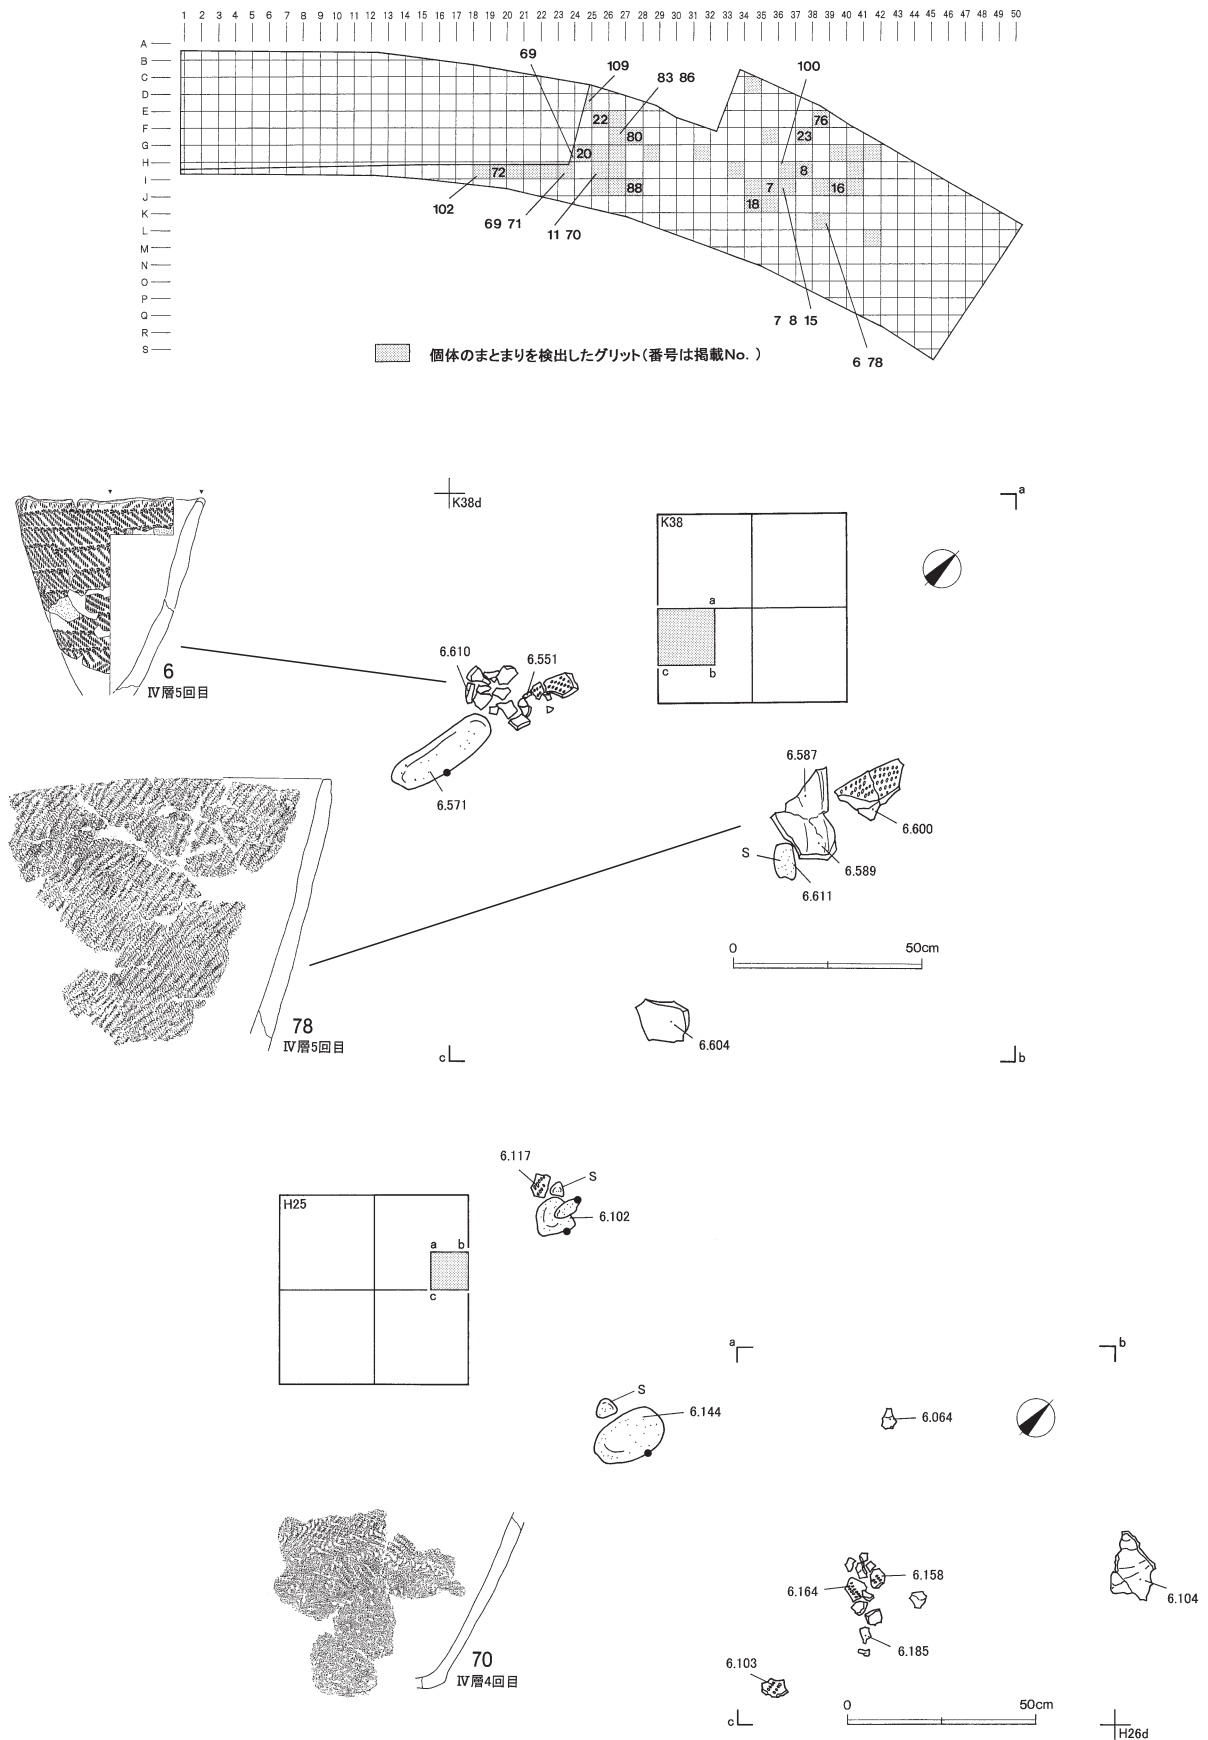 1 2 3 4 5 6 7 8 9 10 11 12 13 14 15 16 17 18 19 20 21 22 23 24 25 26 27 28 29 30 31 32 33 34 35 36 37 38 39 40 41 42 43 44 45 46 47 48 49 50
A
B
C
D
E
F
G
H
I
J
K
L
M
N
O
P
Q
R
S
69
109
83 86
100
22
80
20
72
88
102
69 71
11 70
76
23
8
7
16
18
7 8 15
6 78
個体のまとまりを検出したグリット（番号は掲載No. ）
K38d
a
K38
a
c b
6
Ⅳ層5回目
6.610
6.551
6.571
6.587
6.600
S
6.589
6.611
0 50cm
78
Ⅳ層5回目
6.604
c
b
6.117
S
6.102
H25
a b
c
a
b
S
6.144
6.064
70
Ⅳ層4回目
6.158
6.164
6.104
6.185
6.103
0 50cm
c
H26d